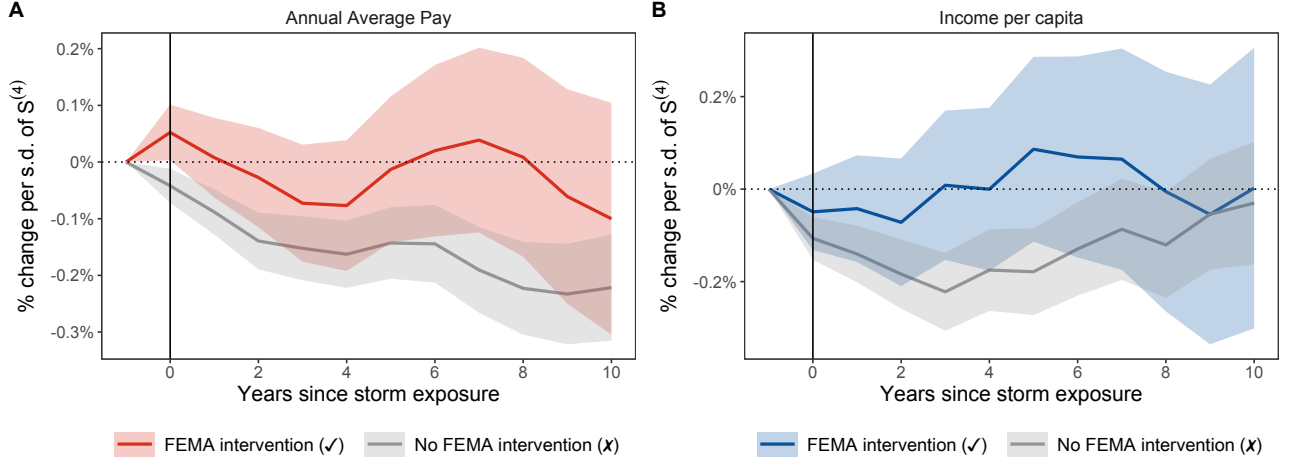 A
Annual Average Pay
% change per s.d. of S⁽⁴⁾
0.2%
0.1%
0%
-0.1%
-0.2%
-0.3%
0 2 4 6 8 10
Years since storm exposure
FEMA intervention (✓) No FEMA intervention (✗)
B
Income per capita
% change per s.d. of S⁽⁴⁾
0.2%
0%
-0.2%
0 2 4 6 8 10
Years since storm exposure
FEMA intervention (✓) No FEMA intervention (✗)